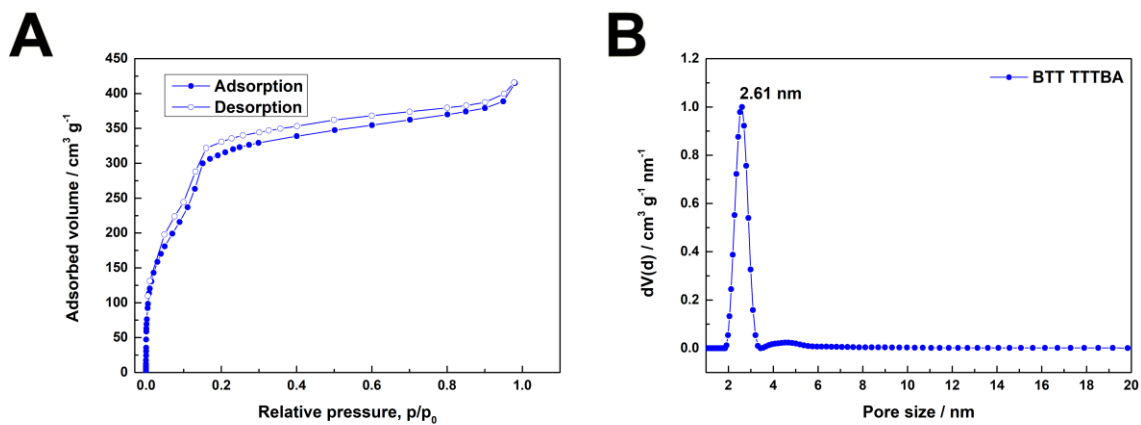 A
Adsorbed volume / cm³ g⁻¹
450
400
350
300
250
200
150
100
50
0
Adsorption
Desorption
0.0 0.2 0.4 0.6 0.8 1.0
Relative pressure, p/p₀
B
dV(d) / cm³ g⁻¹ nm⁻¹
1.2
1.0
0.8
0.6
0.4
0.2
0.0
2.61 nm
BTT TTTBA
2 4 6 8 10 12 14 16 18 20
Pore size / nm